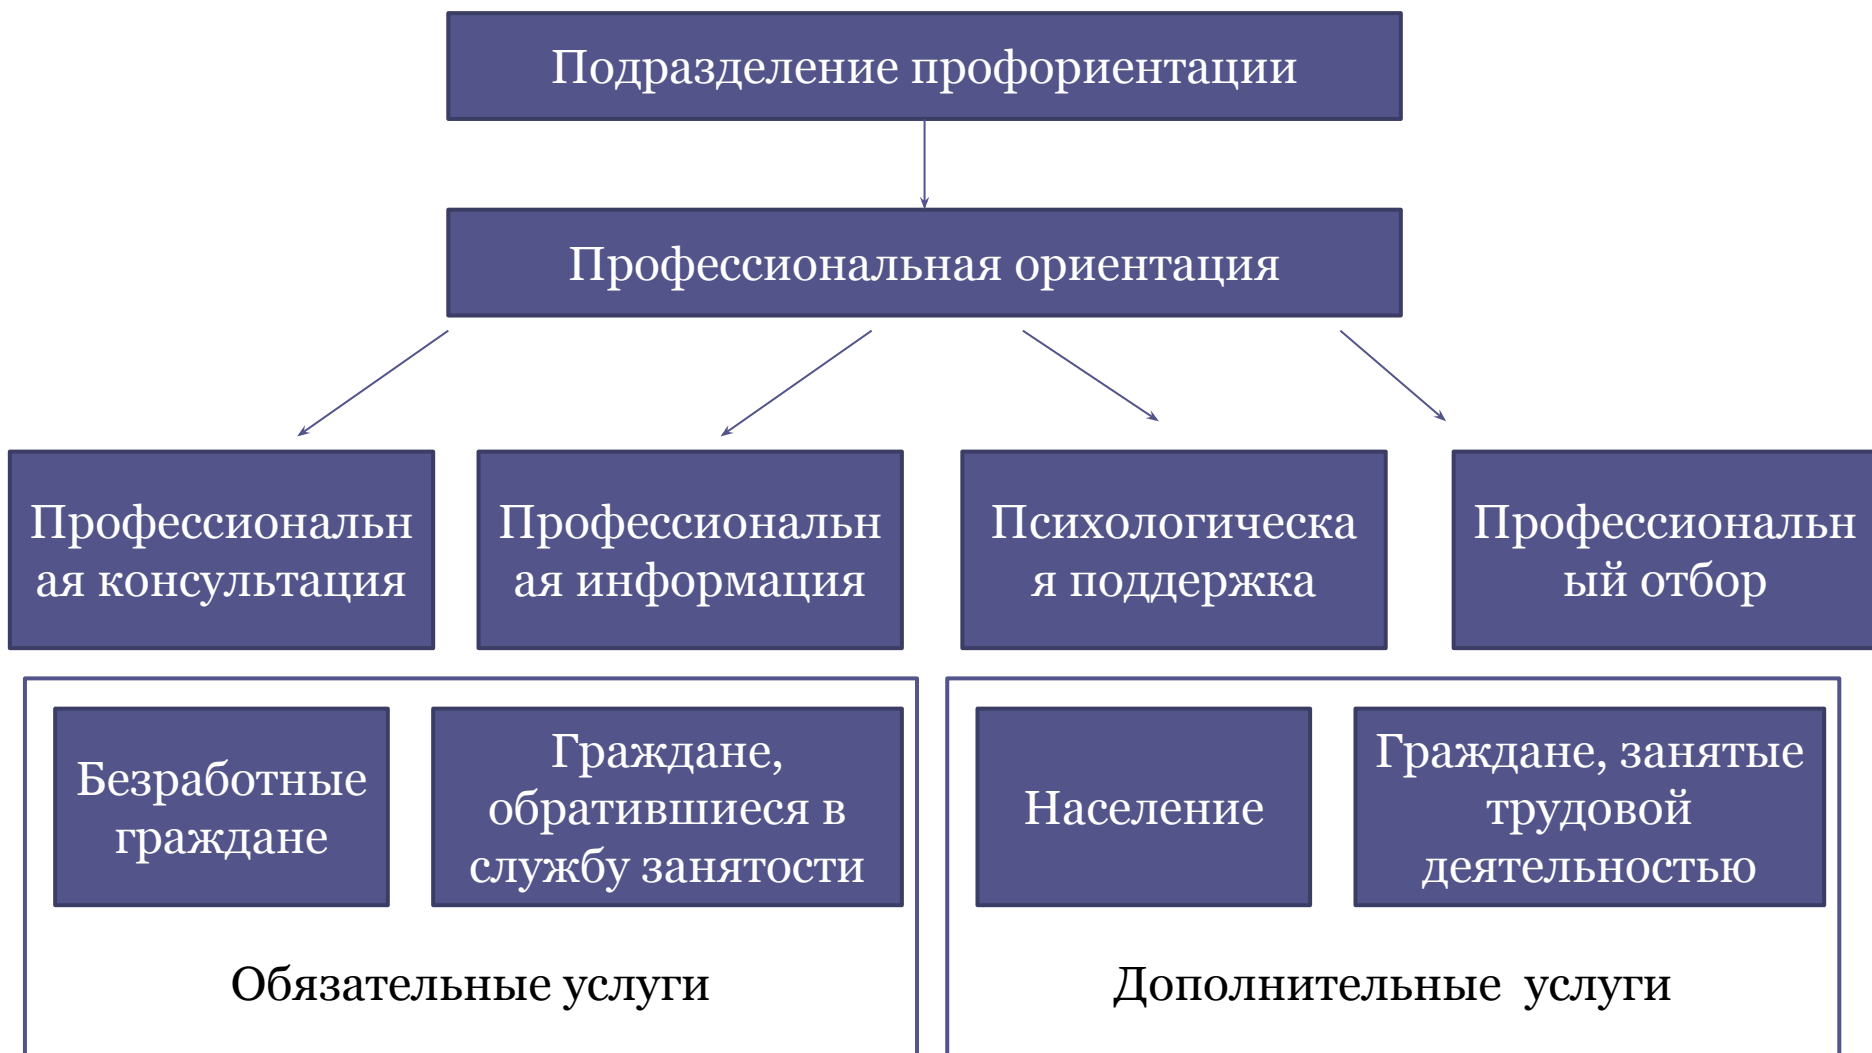 Подразделение профориентации
Профессиональная ориентация
Профессиональн
ая консультация
Профессиональн
ая информация
Психологическа
я поддержка
Профессиональн
ый отбор
Безработные
граждане
Граждане,
обратившиеся в
службу занятости
Население
Граждане, занятые
трудовой
деятельностью
Обязательные услуги
Дополнительные  услуги